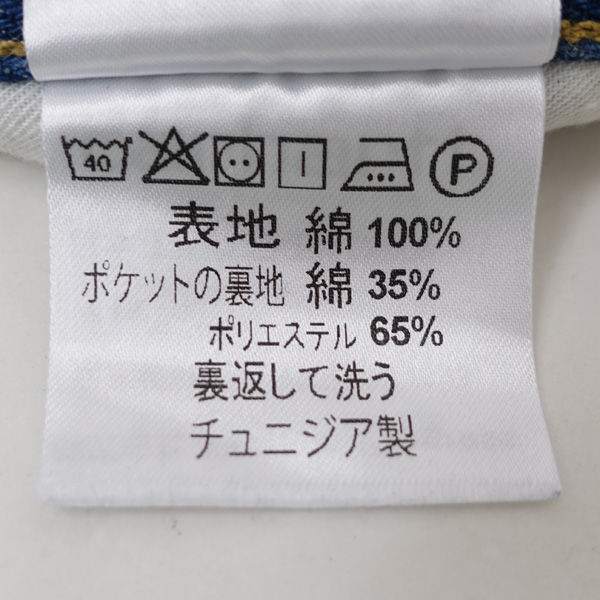 40 P
表地 綿 100%
ポケットの裏地 綿 35%
ポリエステル 65%
裏返して洗う
チュニジア製